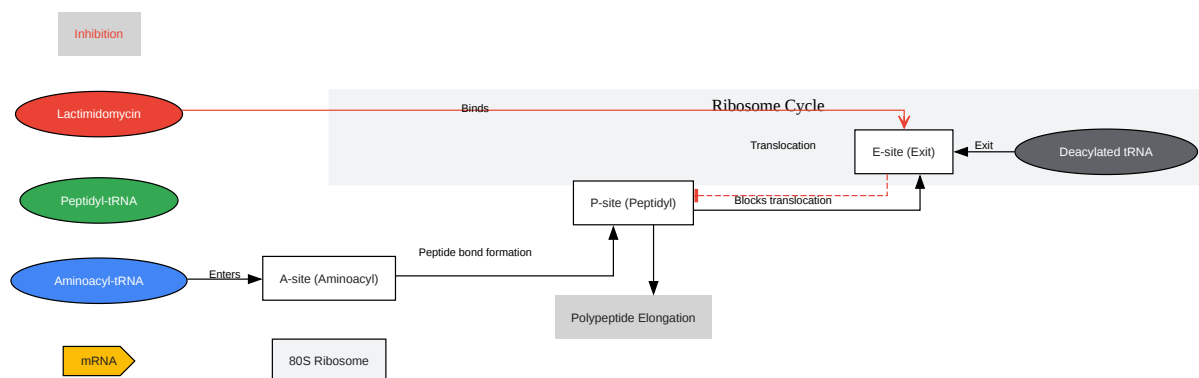 Inhibition
Lactimidomycin
Binds
Ribosome Cycle
Translocation
E-site (Exit)
Exit
Deacylated tRNA
Peptidyl-tRNA
P-site (Peptidyl)
Blocks translocation
Peptide bond formation
Aminoacyl-tRNA
Enters
A-site (Aminoacyl)
Polypeptide Elongation
mRNA
80S Ribosome